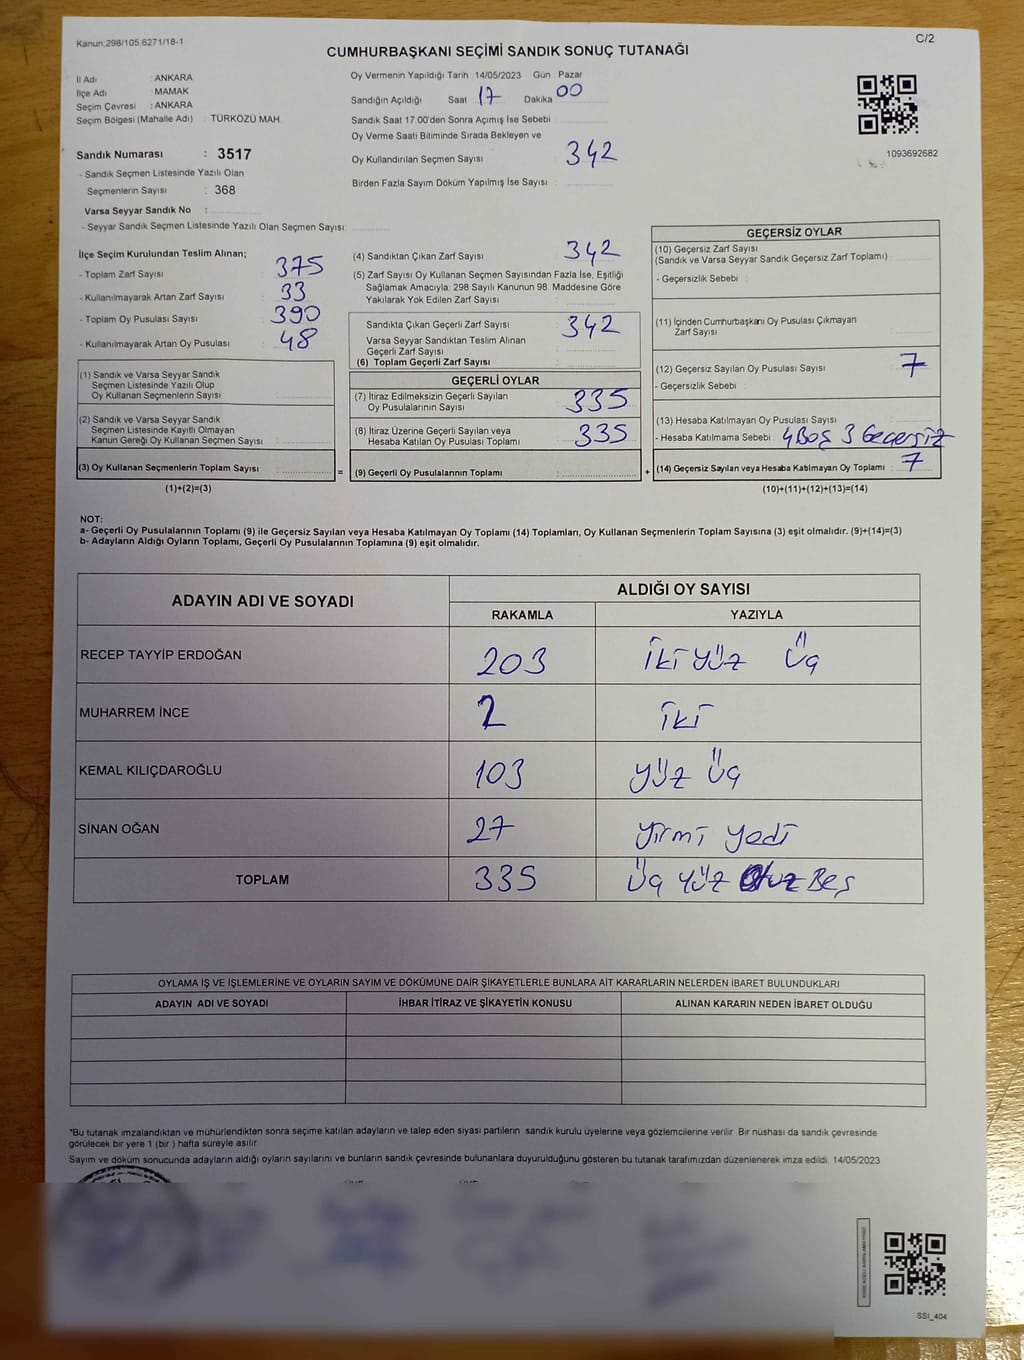 Kanun:298/105 6271/18-1
C/2
CUMHURBAŞKANI SEÇİMİ SANDIK SONUÇ TUTANAĞI
İl Adı : ANKARA
İlçe Adı : MAMAK
Seçim Çevresi : ANKARA
Seçim Bölgesi (Mahalle Adı) : TÜRKÖZÜ MAH.
Sandık Numarası : 3517
- Sandık Seçmen Listesinde Yazılı Olan
Seçmenlerin Sayısı : 368
Varsa Seyyar Sandık No :
- Seyyar Sandık Seçmen Listesinde Yazılı Olan Seçmen Sayısı:
Oy Vermenin Yapıldığı Tarih : 14/05/2023 Gün : Pazar
Sandığın Açıldığı Saat : 17 Dakika : 00
Sandık Saat 17:00'den Sonra Açımış İse Sebebi :
Oy Verme Saati Bitiminde Sırada Bekleyen ve
Oy Kullandırılan Seçmen Sayısı : 342
Birden Fazla Sayım Döküm Yapılmış İse Sayısı :
1093692682
İlçe Seçim Kurulundan Teslim Alınan;
- Toplam Zarf Sayısı : 375
- Kullanılmayarak Artan Zarf Sayısı : 33
- Toplam Oy Pusulası Sayısı : 390
- Kullanılmayarak Artan Oy Pusulası : 48
(1) Sandık ve Varsa Seyyar Sandık
Seçmen Listesinde Yazılı Olup
Oy Kullanan Seçmenlerin Sayısı :
(2) Sandık ve Varsa Seyyar Sandık
Seçmen Listesinde Kayıtlı Olmayan
Kanun Gereği Oy Kullanan Seçmen Sayısı :
(3) Oy Kullanan Seçmenlerin Toplam Sayısı :
(1)+(2)=(3)
(4) Sandıktan Çıkan Zarf Sayısı : 342
(5) Zarf Sayısı Oy Kullanan Seçmen Sayısından Fazla İse, Eşitliği
Sağlamak Amacıyla; 298 Sayılı Kanunun 98. Maddesine Göre
Yakılarak Yok Edilen Zarf Sayısı :
Sandıkta Çıkan Geçerli Zarf Sayısı : 342
Varsa Seyyar Sandıktan Teslim Alınan
Geçerli Zarf Sayısı :
(6) Toplam Geçerli Zarf Sayısı :
GEÇERLİ OYLAR
(7) İtiraz Edilmeksizin Geçerli Sayılan
Oy Pusulalarının Sayısı : 335
(8) İtiraz Üzerine Geçerli Sayılan veya
Hesaba Katılan Oy Pusulası Toplamı : 335
= (9) Geçerli Oy Pusulalarının Toplamı :
GEÇERSİZ OYLAR
(10) Geçersiz Zarf Sayısı
(Sandık ve Varsa Seyyar Sandık Geçersiz Zarf Toplamı) :
- Geçersizlik Sebebi :
(11) İçinden Cumhurbaşkanı Oy Pusulası Çıkmayan
Zarf Sayısı :
(12) Geçersiz Sayılan Oy Pusulası Sayısı : 7
- Geçersizlik Sebebi :
(13) Hesaba Katılmayan Oy Pusulası Sayısı :
- Hesaba Katılmama Sebebi : 4 Boş 3 Geçersiz
+ (14) Geçersiz Sayılan veya Hesaba Katılmayan Oy Toplamı : 7
(10)+(11)+(12)+(13)=(14)
NOT:
a- Geçerli Oy Pusulalarının Toplamı (9) ile Geçersiz Sayılan veya Hesaba Katılmayan Oy Toplamı (14) Toplamları, Oy Kullanan Seçmenlerin Toplam Sayısına (3) eşit olmalıdır. (9)+(14)=(3)
b- Adayların Aldığı Oyların Toplamı, Geçerli Oy Pusulalarının Toplamına (9) eşit olmalıdır.
ADAYIN ADI VE SOYADI ALDIĞI OY SAYISI
RAKAMLA YAZIYLA
RECEP TAYYİP ERDOĞAN 203 İki Yüz Üç
MUHARREM İNCE 2 İki
KEMAL KILIÇDAROĞLU 103 Yüz Üç
SİNAN OĞAN 27 Yirmi Yedi
TOPLAM 335 Üç Yüz Otuz Beş
OYLAMA İŞ VE İŞLEMLERİNE VE OYLARIN SAYIM VE DÖKÜMÜNE DAİR ŞİKAYETLERLE BUNLARA AİT KARARLARIN NELERDEN İBARET BULUNDUKLARI
ADAYIN ADI VE SOYADI İHBAR İTİRAZ VE ŞİKAYETİN KONUSU ALINAN KARARIN NEDEN İBARET OLDUĞU
*Bu tutanak imzalandıktan ve mühürlendikten sonra seçime katılan adayların ve talep eden siyasi partilerin sandık kurulu üyelerine veya gözlemcilerine verilir. Bir nüshası da sandık çevresinde
görülecek bir yere 1 (bir ) hafta süreyle asılır.
Sayım ve döküm sonucunda adayların aldığı oyların sayılarını ve bunların sandık çevresinde bulunanlara duyurulduğunu gösteren bu tutanak tarafımızdan düzenlenerek imza edildi. 14/05/2023
SSI_404